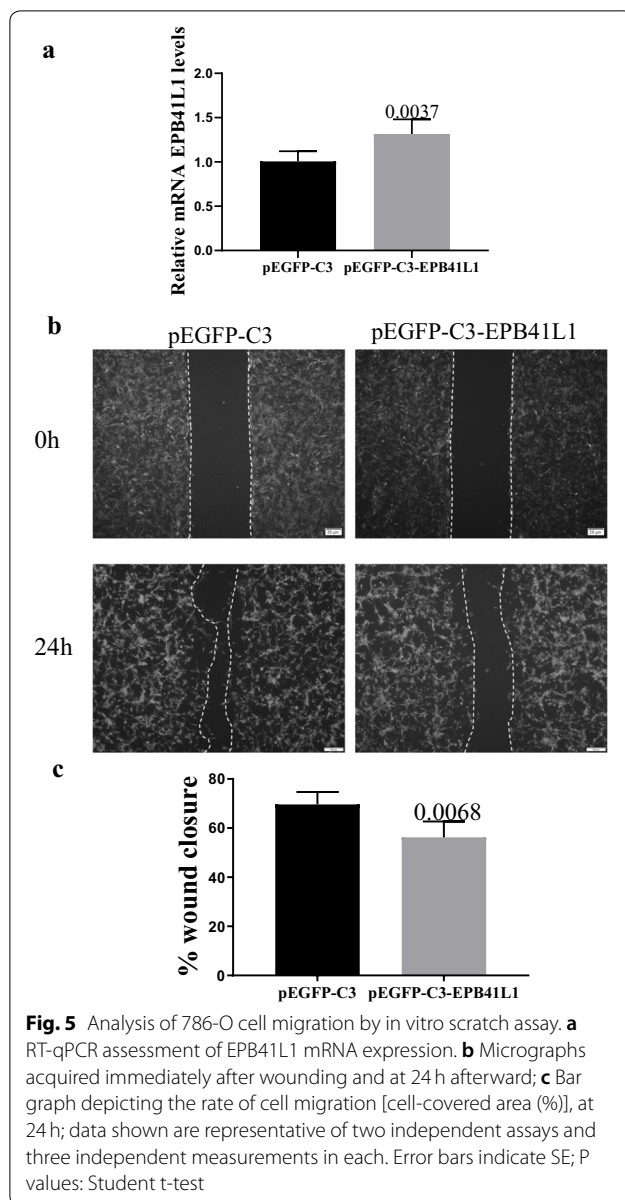 a
Relative mRNA EPB41L1 levels
2.0
1.5
1.0
0.5
0.0
0.0037
pEGFP-C3 pEGFP-C3-EPB41L1
b
pEGFP-C3 pEGFP-C3-EPB41L1
0h
24h
c
% wound closure
80
60
40
20
0
0.0068
pEGFP-C3 pEGFP-C3-EPB41L1
Fig. 5 Analysis of 786-O cell migration by in vitro scratch assay. a
RT-qPCR assessment of EPB41L1 mRNA expression. b Micrographs
acquired immediately after wounding and at 24 h afterward; c Bar
graph depicting the rate of cell migration [cell-covered area (%)], at
24 h; data shown are representative of two independent assays and
three independent measurements in each. Error bars indicate SE; P
values: Student t-test